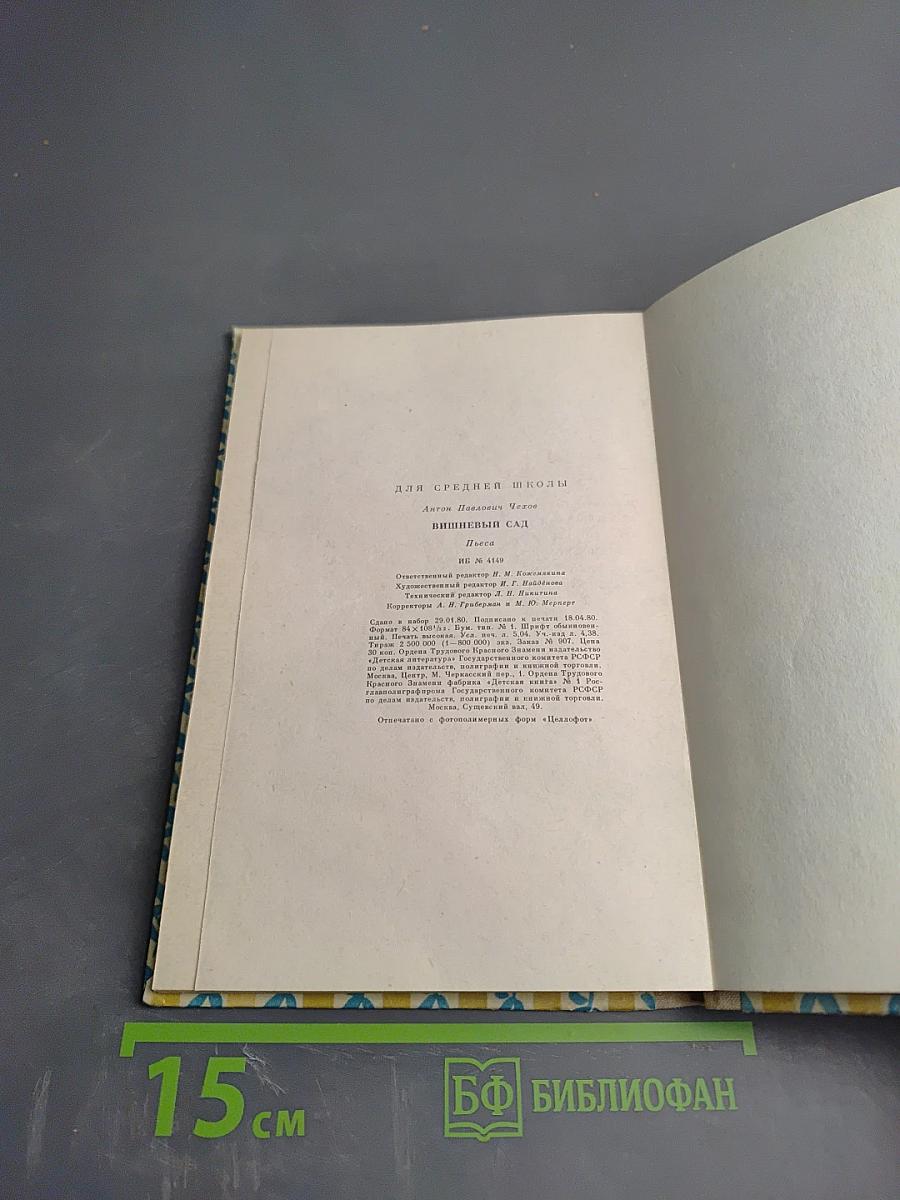 ДЛЯ СРЕДНЕЙ ШКОЛЫ
Антон Павлович Чехов
ВИШНЕВЫЙ САД
Пьеса
ИБ № 4149
Ответственный редактор Н. М. Кожемякина
Художественный редактор И. Г. Найдёнова
Технический редактор Л. П. Никитина
Корректоры А. Н. Гриберман и М. Ю. Мерперт
Сдано в набор 29.01.80. Подписано к печати 18.04.80.
Формат 84×108¹/₃₂. Бум. тип. № 1. Шрифт обыкновен-
ный. Печать высокая. Усл. печ. л. 5,04. Уч.-изд л. 4,38.
Тираж 2 500 000 (1—800 000) экз. Заказ № 907. Цена
30 коп. Ордена Трудового Красного Знамени издательство
«Детская литература» Государственного комитета РСФСР
по делам издательств, полиграфии и книжной торговли.
Москва, Центр, М. Черкасский пер., 1. Ордена Трудового
Красного Знамени фабрика «Детская книга» № 1 Рос-
главполиграфпрома Государственного комитета РСФСР
по делам издательств, полиграфии и книжной торговли.
Москва, Сущевский вал, 49.
Отпечатано с фотополимерных форм «Целлофот»
15 см
БФ БИБЛИОФАН